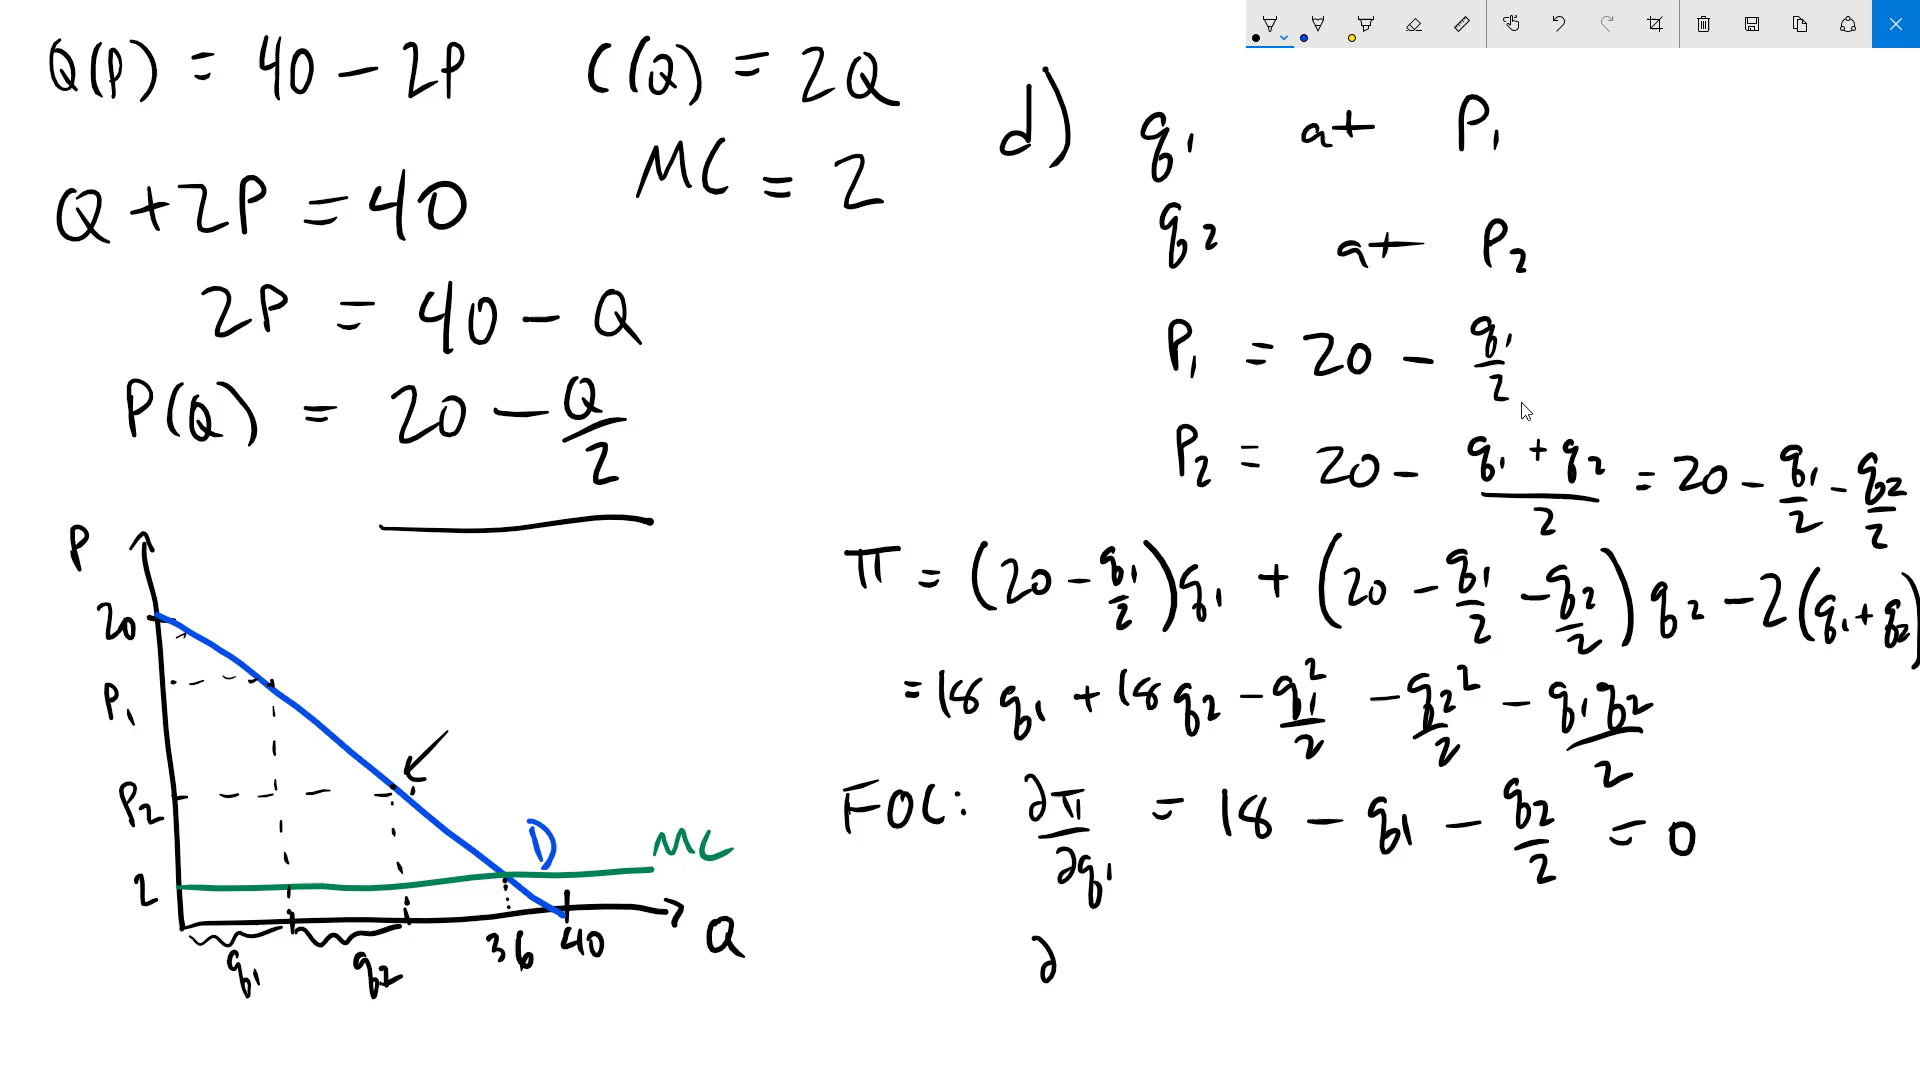 Q(P) = 40 - 2P
Q + 2P = 40
2P = 40 - Q
P(Q) = 20 - Q/2
C(Q) = 2Q
MC = 2
P
20
P₁
P₂
2
D
MC
36 40
Q
q₁ q₂
d) q₁ at P₁
q₂ at P₂
P₁ = 20 - q₁/2
P₂ = 20 - (q₁ + q₂)/2 = 20 - q₁/2 - q₂/2
π = (20 - q₁/2)q₁ + (20 - q₁/2 - q₂/2)q₂ - 2(q₁ + q₂)
= 18q₁ + 18q₂ - q₁²/2 - q₂²/2 - q₁q₂/2
FOC: ∂π/∂q₁ = 18 - q₁ - q₂/2 = 0
∂